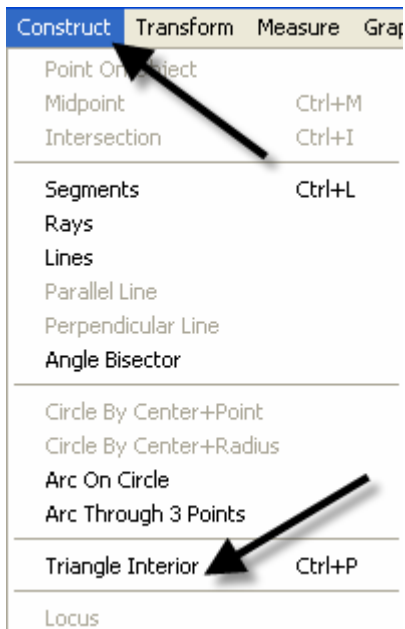 Construct Transform Measure Grap
Point On Object
Midpoint Ctrl+M
Intersection Ctrl+I
Segments Ctrl+L
Rays
Lines
Parallel Line
Perpendicular Line
Angle Bisector
Circle By Center+Point
Circle By Center+Radius
Arc On Circle
Arc Through 3 Points
Triangle Interior Ctrl+P
Locus